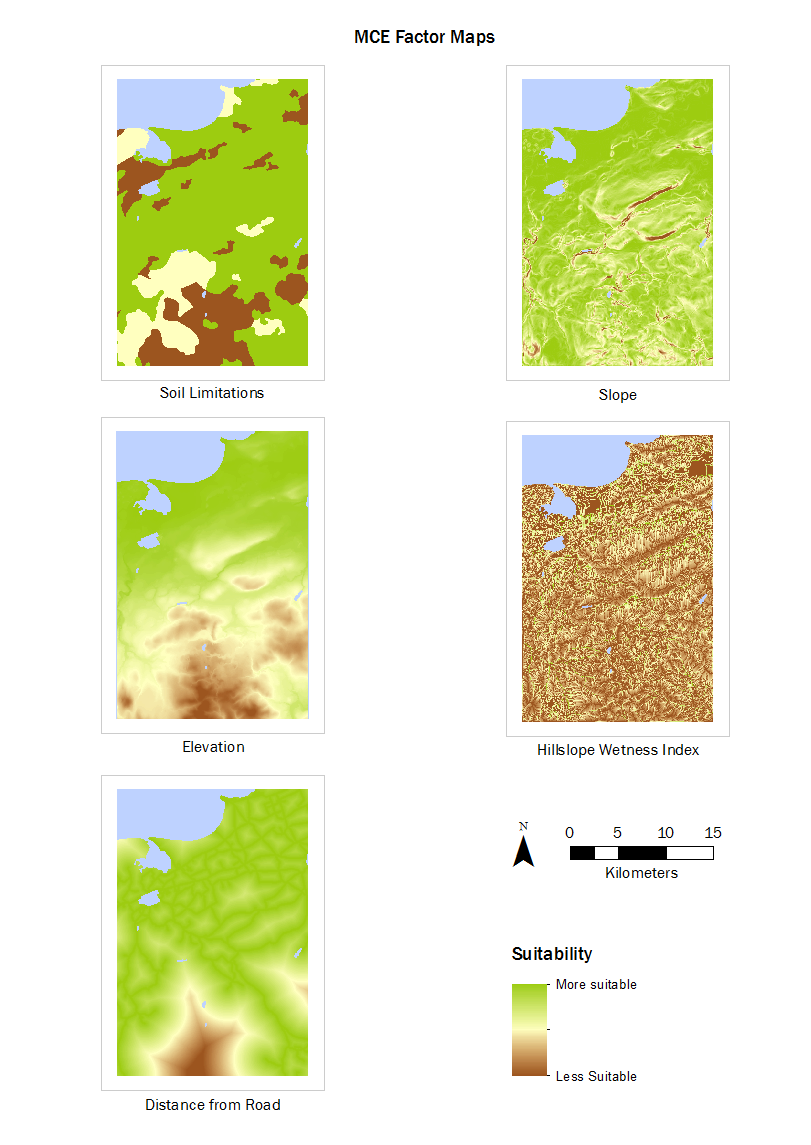 MCE Factor Maps
Soil Limitations
Slope
Elevation
Hillslope Wetness Index
N
0 5 10 15
Kilometers
Suitability
More suitable
Less Suitable
Distance from Road